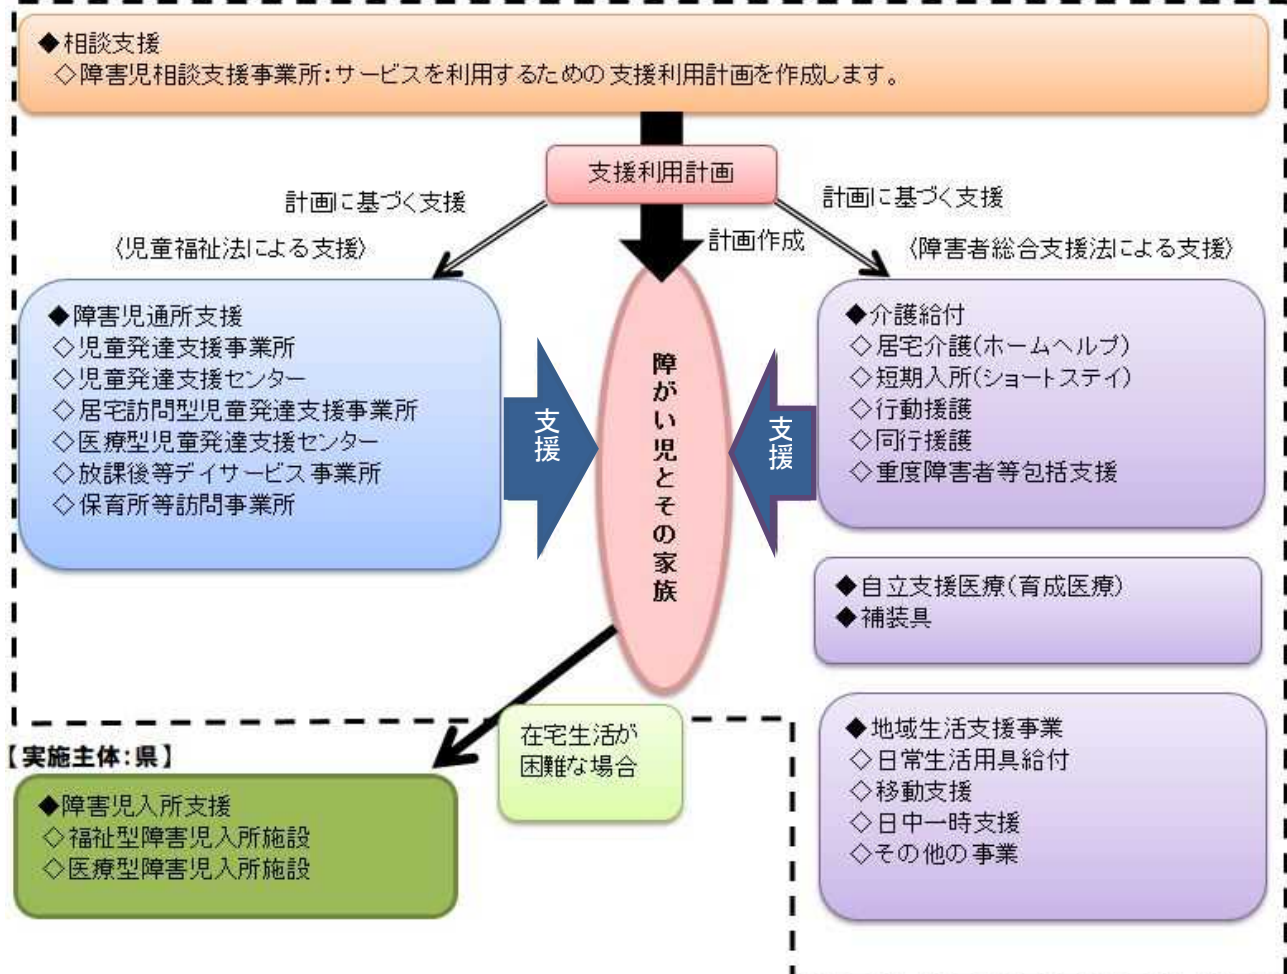 ◆相談支援
◇障害児相談支援事業所:サービスを利用するための支援利用計画を作成します。
支援利用計画
計画に基づく支援
計画に基づく支援
計画作成
〈児童福祉法による支援〉
〈障害者総合支援法による支援〉
◆障害児通所支援
◇児童発達支援事業所
◇児童発達支援センター
◇居宅訪問型児童発達支援事業所
◇医療型児童発達支援センター
◇放課後等デイサービス事業所
◇保育所等訪問事業所
支援
障がい児とその家族
支援
◆介護給付
◇居宅介護(ホームヘルプ)
◇短期入所(ショートステイ)
◇行動援護
◇同行援護
◇重度障害者等包括支援
◆自立支援医療(育成医療)
◆補装具
◆地域生活支援事業
◇日常生活用具給付
◇移動支援
◇日中一時支援
◇その他の事業
在宅生活が
困難な場合
【実施主体:県】
◆障害児入所支援
◇福祉型障害児入所施設
◇医療型障害児入所施設